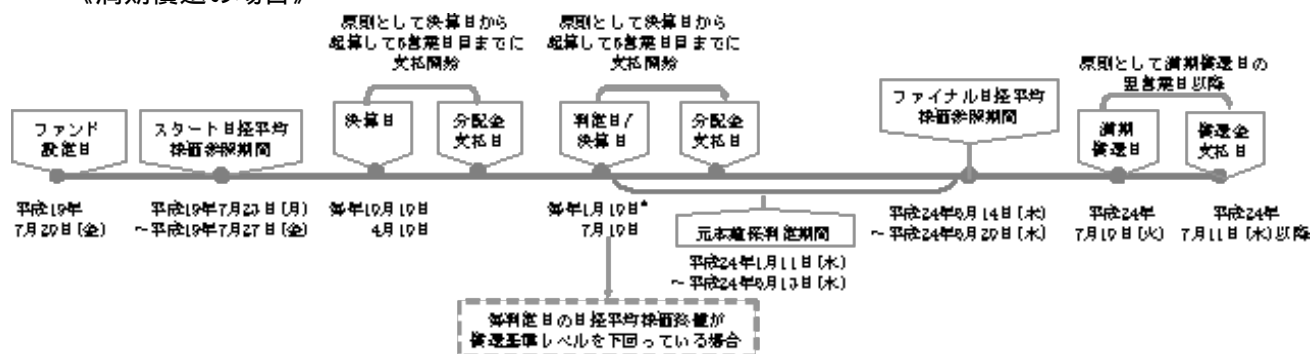 《満期償還の場合》
原則として決算日から
起算して5営業日目までに
支払開始
原則として決算日から
起算して5営業日目までに
支払開始
原則として満期償還日の
翌営業日以降
ファンド
設定日
スタート日経平均
株価参照期間
決算日
分配金
支払日
判定日/
決算日
分配金
支払日
ファイナル日経平均
株価参照期間
満期
償還日
償還金
支払日
平成19年
7月20日(金)
平成19年7月23日(月)
~平成19年7月27日(金)
毎年10月10日
4月10日
毎年1月10日*
7月10日
元本確保判定期間
平成24年1月11日(水)
~平成24年6月13日(水)
平成24年6月14日(木)
~平成24年6月20日(水)
平成24年
7月10日(火)
平成24年
7月11日(水)以降
毎判定日の日経平均株価終値が
償還基準レベルを下回っている場合